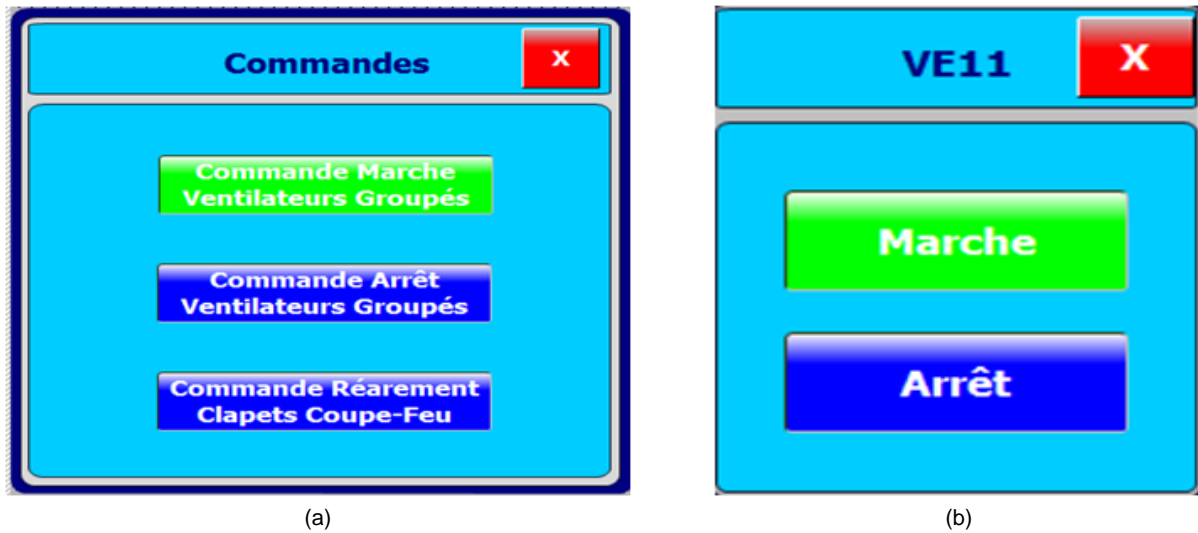 Commandes
X
Commande Marche
Ventilateurs Groupés
Commande Arrêt
Ventilateurs Groupés
Commande Réarement
Clapets Coupe-Feu
(a)
VE11
X
Marche
Arrêt
(b)